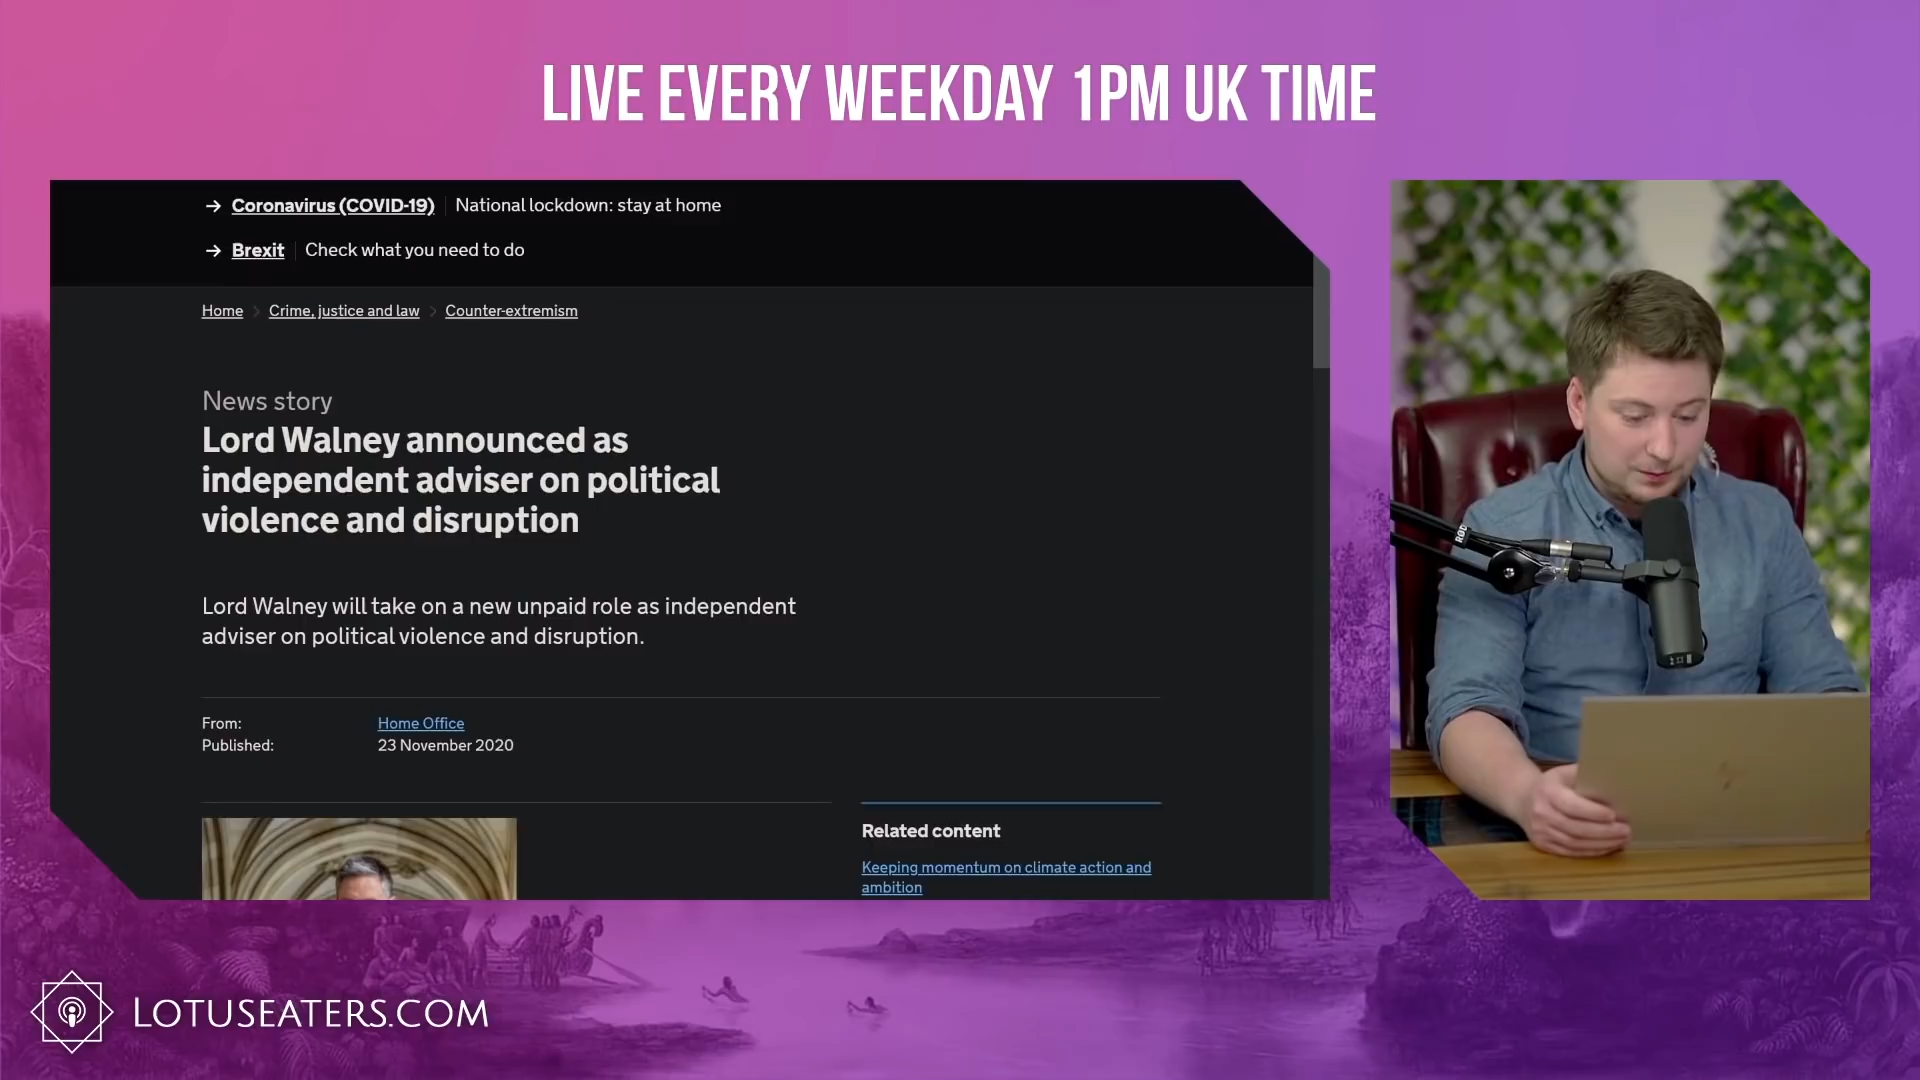 LIVE EVERY WEEKDAY 1PM UK TIME
→ Coronavirus (COVID-19) | National lockdown: stay at home
→ Brexit | Check what you need to do
Home > Crime, justice and law > Counter-extremism
News story
Lord Walney announced as
independent adviser on political
violence and disruption
Lord Walney will take on a new unpaid role as independent
adviser on political violence and disruption.
From: Home Office
Published: 23 November 2020
Related content
Keeping momentum on climate action and
ambition
RØDE
LOTUSEATERS.COM